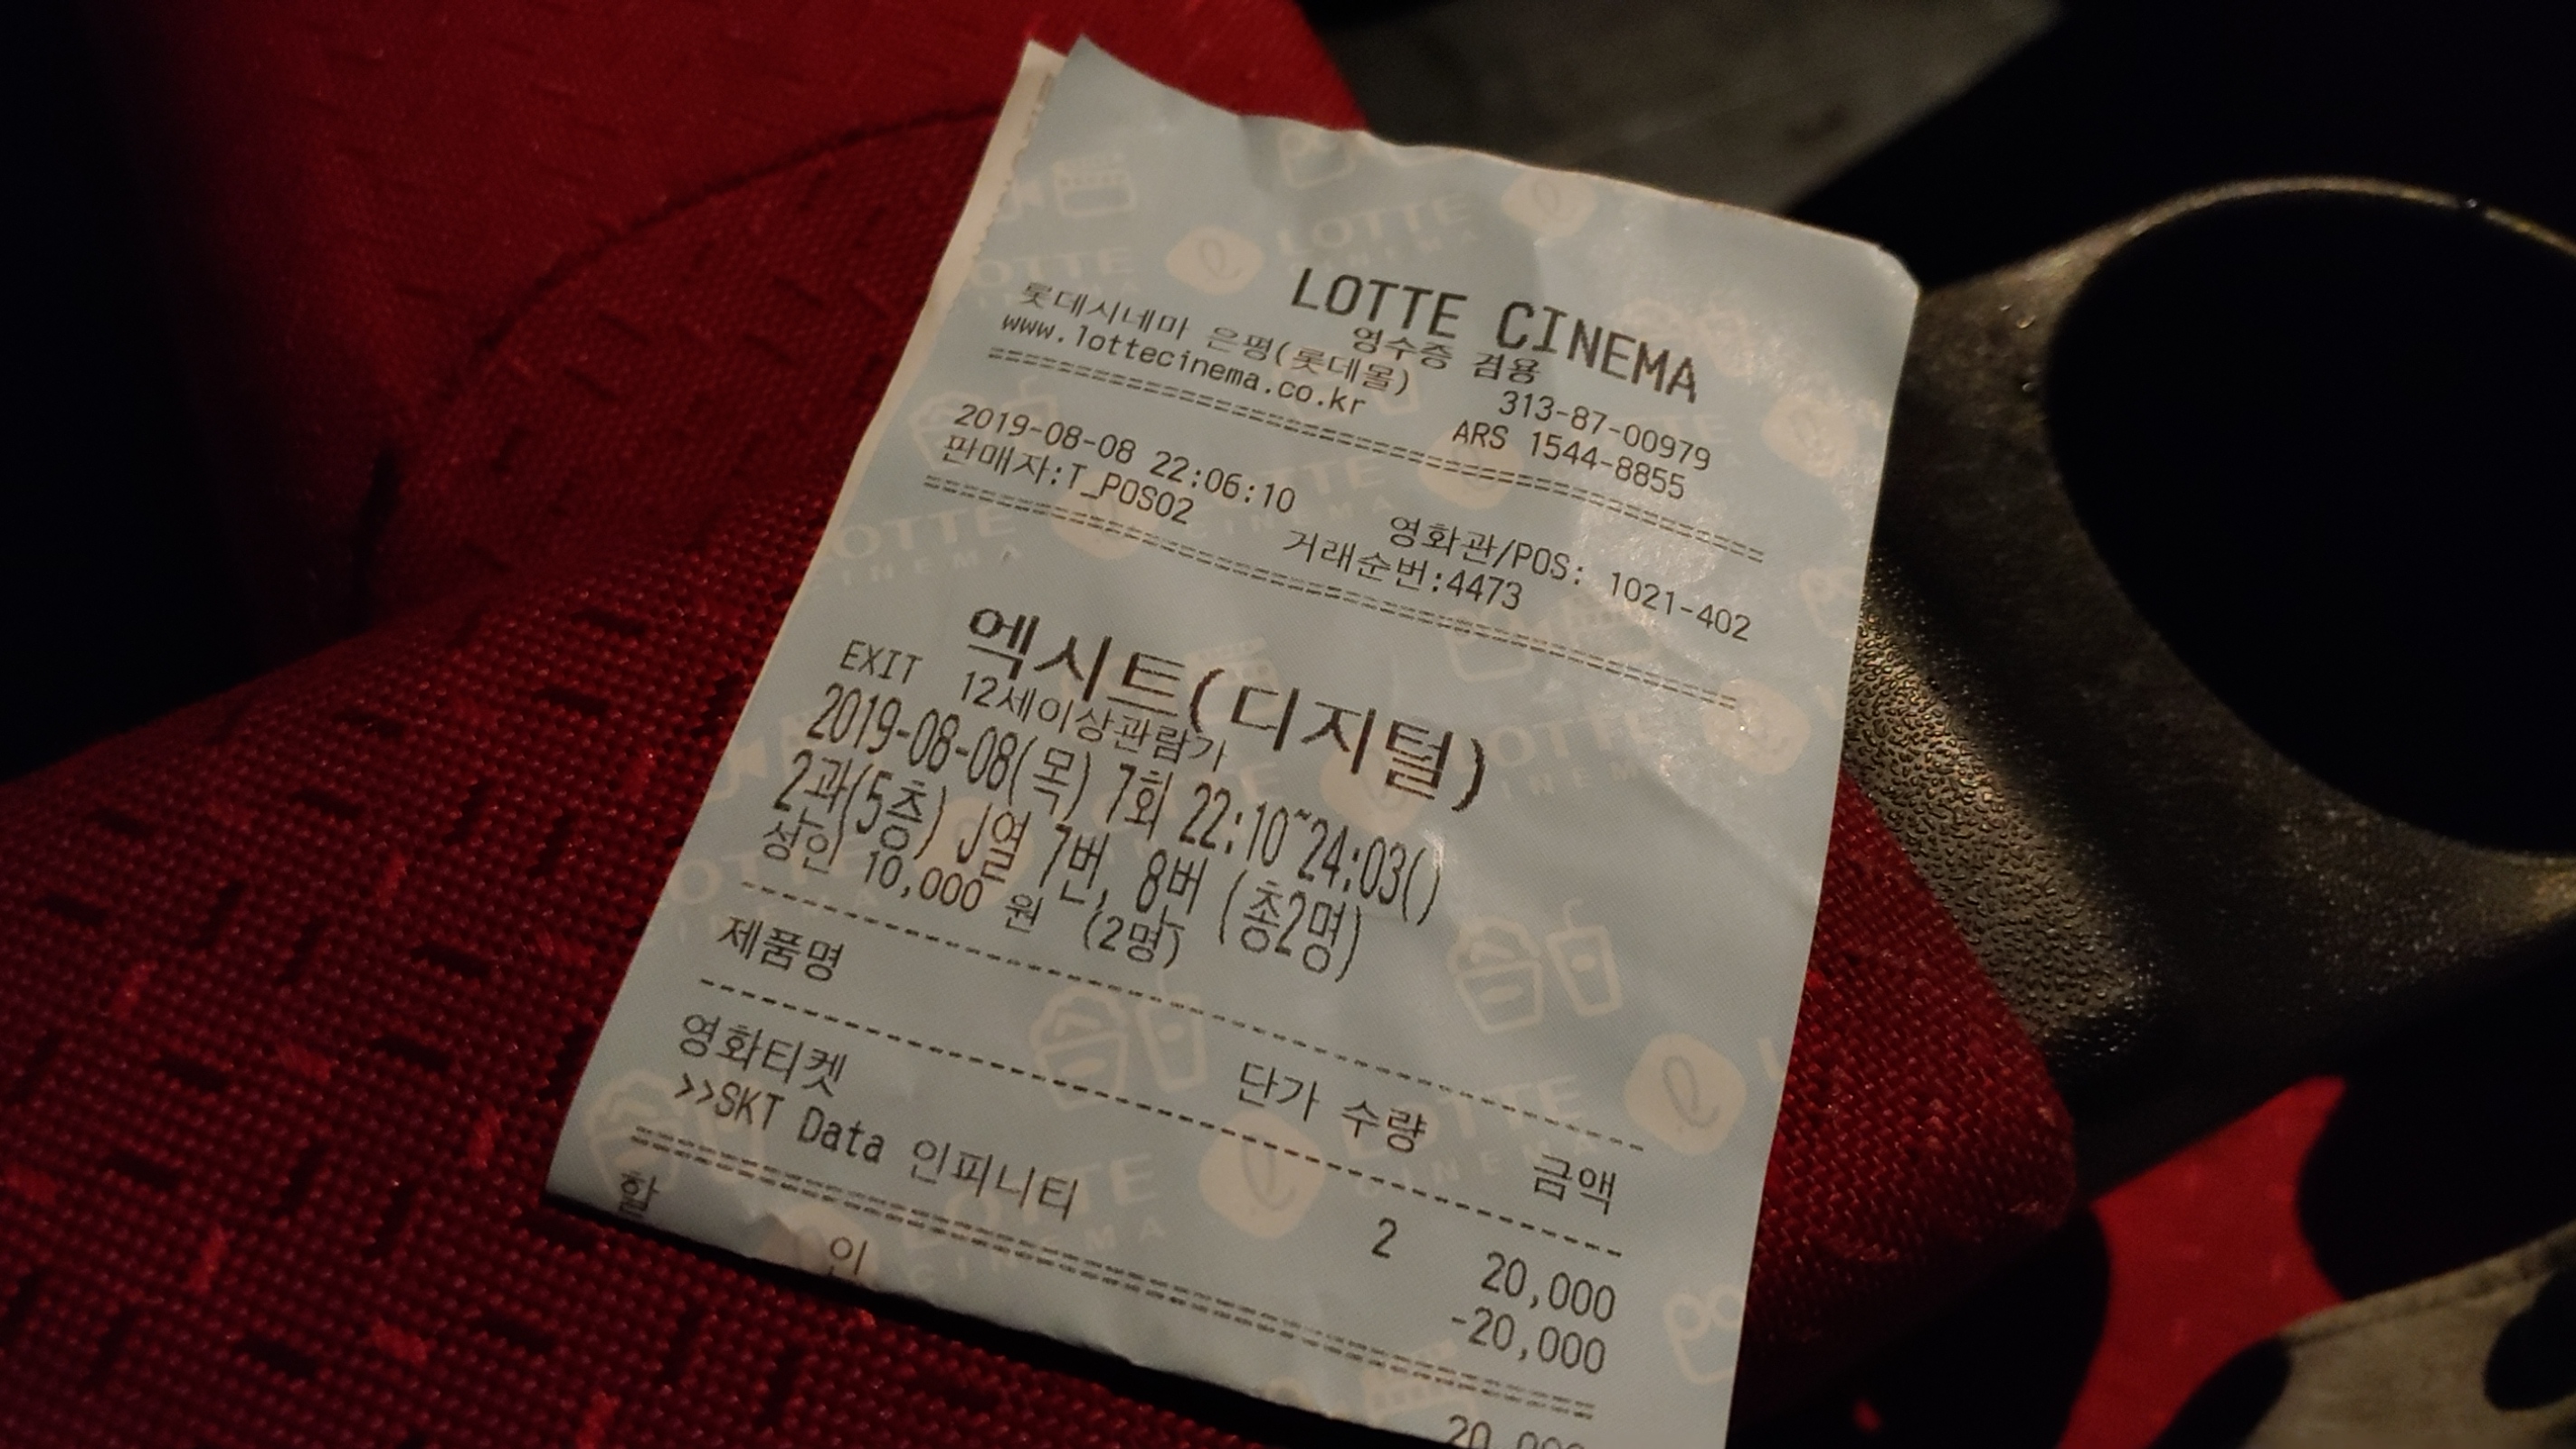 LOTTE CINEMA
영수증 겸용
롯데시네마 은평(롯데몰) 313-87-00979
www.lottecinema.co.kr ARS 1544-8855
================================================
2019-08-08 22:06:10 영화관/POS: 1021-402
판매자:T_POS02 거래순번:4473
================================================
엑시트(디지털)
EXIT 12세이상관람가
2019-08-08(목) 7회 22:10~24:03()
2관(5층) J열 7번, 8번 (총2명)
성인 10,000 원 (2명)
------------------------------------------------
제품명 단가 수량 금액
------------------------------------------------
영화티켓 2 20,000
>>SKT Data 인피니티 -20,000
================================================
할 인 20,000